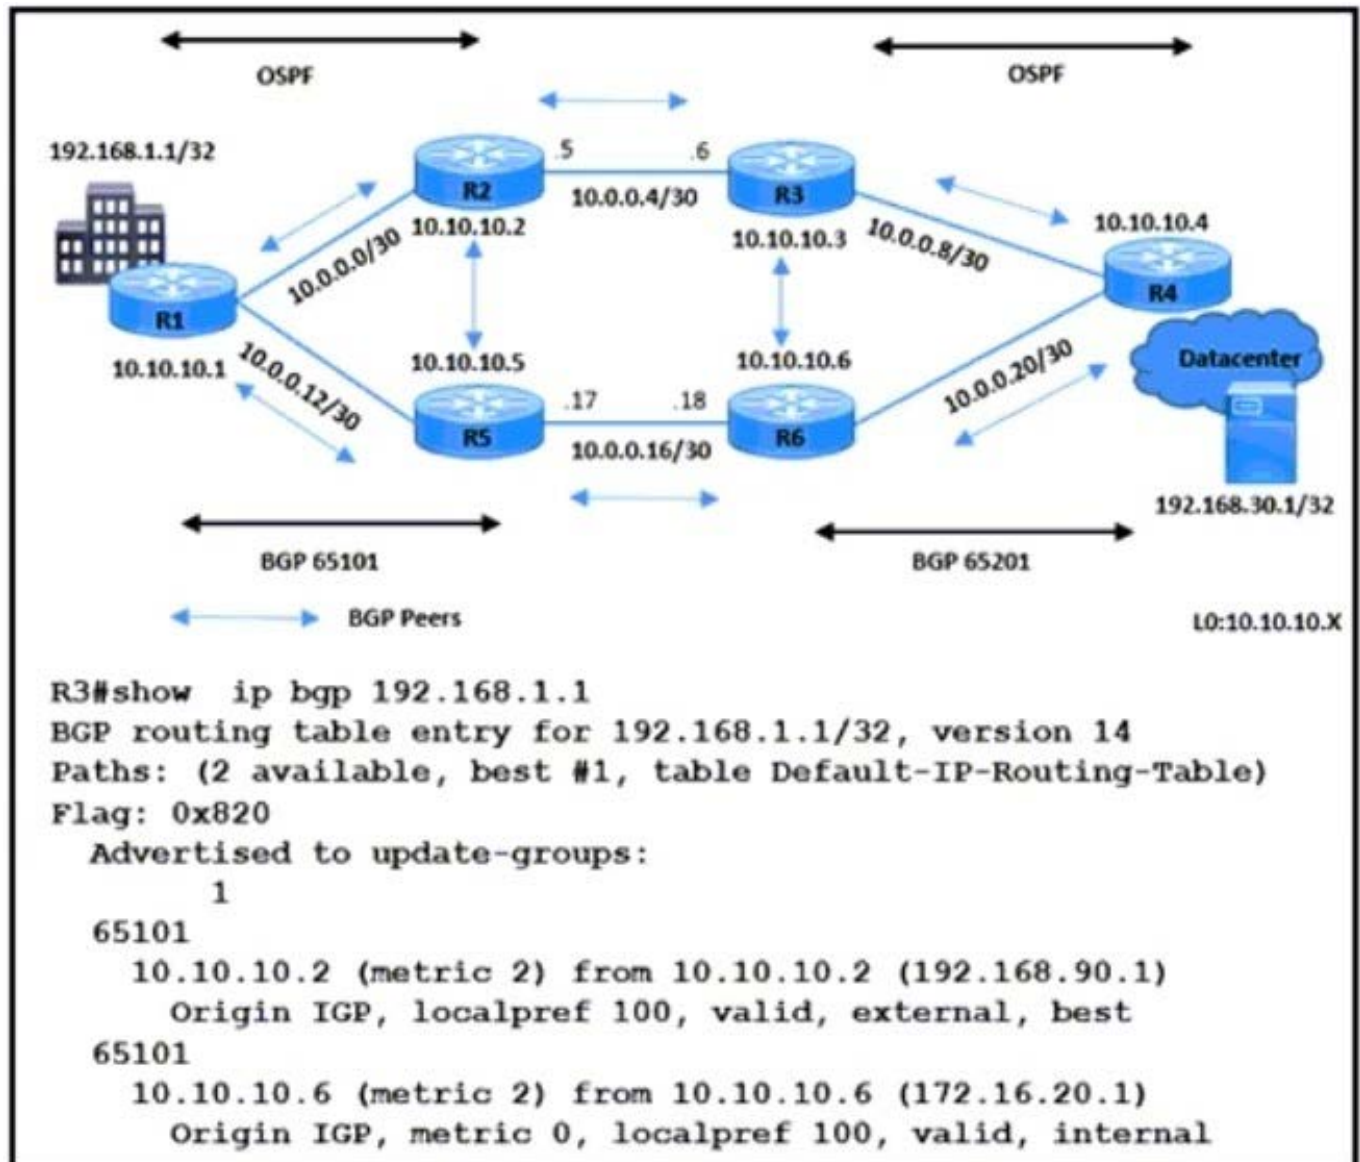 OSPF
OSPF
192.168.1.1/32
.5
.6
R2
R3
10.0.0.4/30
10.10.10.2
10.10.10.3
10.10.10.4
10.0.0.0/30
10.0.0.8/30
R1
R4
10.10.10.1
10.0.0.12/30
10.10.10.5
10.10.10.6
10.0.0.20/30
Datacenter
.17
.18
R5
R6
10.0.0.16/30
192.168.30.1/32
BGP 65101
BGP 65201
BGP Peers
L0:10.10.10.X
R3#show ip bgp 192.168.1.1
BGP routing table entry for 192.168.1.1/32, version 14
Paths: (2 available, best #1, table Default-IP-Routing-Table)
Flag: 0x820
Advertised to update-groups:
1
65101
10.10.10.2 (metric 2) from 10.10.10.2 (192.168.90.1)
Origin IGP, localpref 100, valid, external, best
65101
10.10.10.6 (metric 2) from 10.10.10.6 (172.16.20.1)
Origin IGP, metric 0, localpref 100, valid, internal